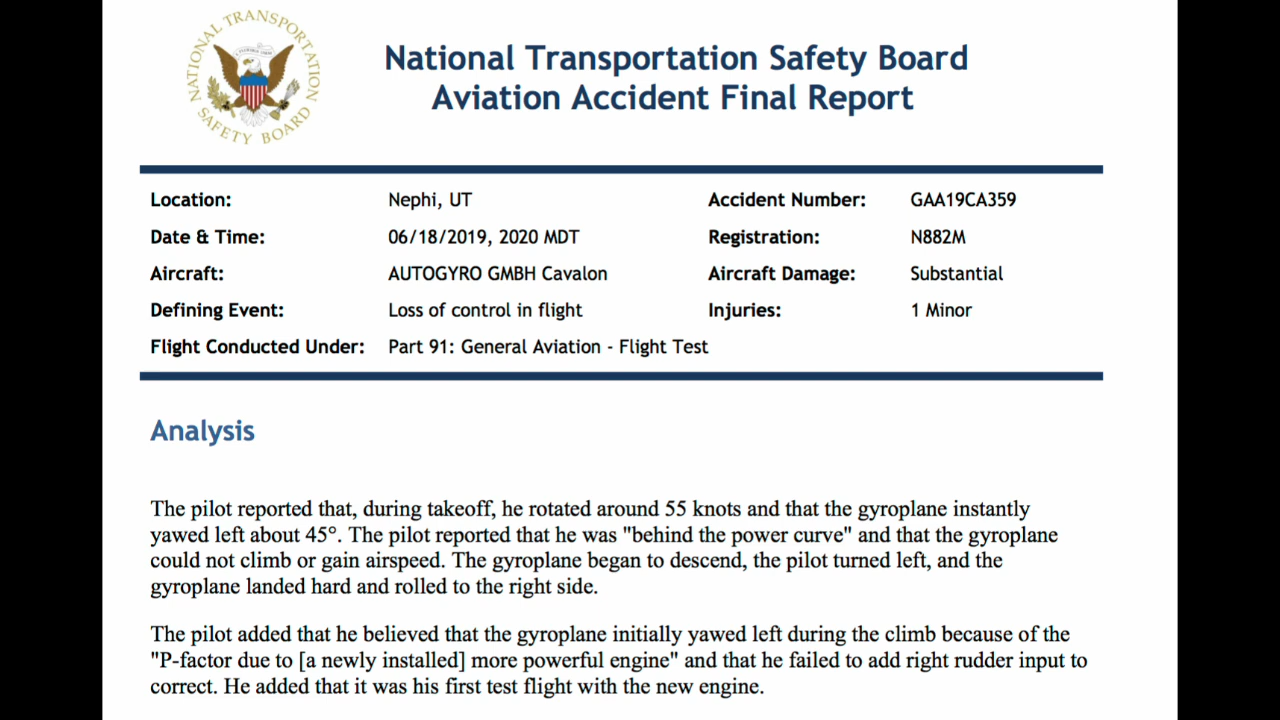 NATIONAL TRANSPORTATION
SAFETY BOARD
National Transportation Safety Board
Aviation Accident Final Report
Location: Nephi, UT Accident Number: GAA19CA359
Date & Time: 06/18/2019, 2020 MDT Registration: N882M
Aircraft: AUTOGYRO GMBH Cavalon Aircraft Damage: Substantial
Defining Event: Loss of control in flight Injuries: 1 Minor
Flight Conducted Under: Part 91: General Aviation - Flight Test
Analysis
The pilot reported that, during takeoff, he rotated around 55 knots and that the gyroplane instantly
yawed left about 45°. The pilot reported that he was "behind the power curve" and that the gyroplane
could not climb or gain airspeed. The gyroplane began to descend, the pilot turned left, and the
gyroplane landed hard and rolled to the right side.
The pilot added that he believed that the gyroplane initially yawed left during the climb because of the
"P-factor due to [a newly installed] more powerful engine" and that he failed to add right rudder input to
correct. He added that it was his first test flight with the new engine.